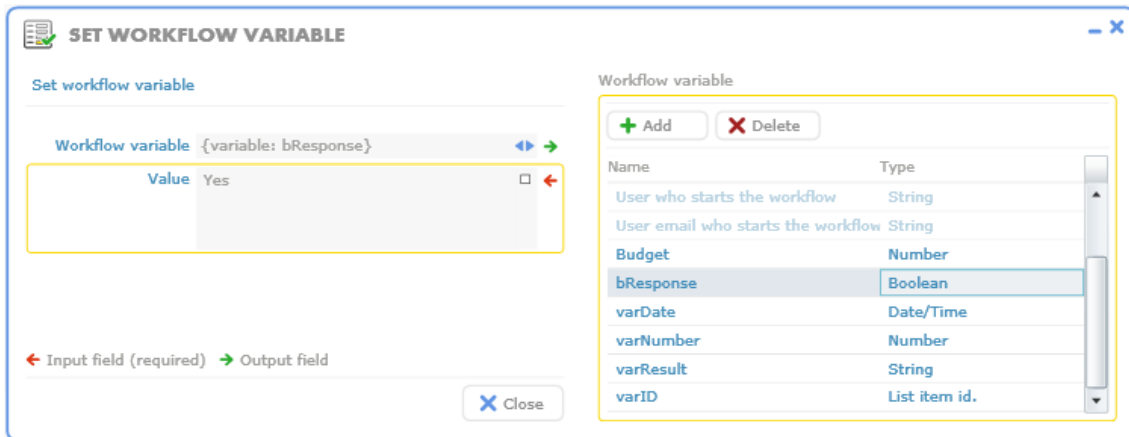 SET WORKFLOW VARIABLE
Set workflow variable
Workflow variable {variable: bResponse}
Value Yes
Input field (required) Output field
Close
Workflow variable
Add Delete
Name Type
User who starts the workflow String
User email who starts the workflow String
Budget Number
bResponse Boolean
varDate Date/Time
varNumber Number
varResult String
varID List item id.